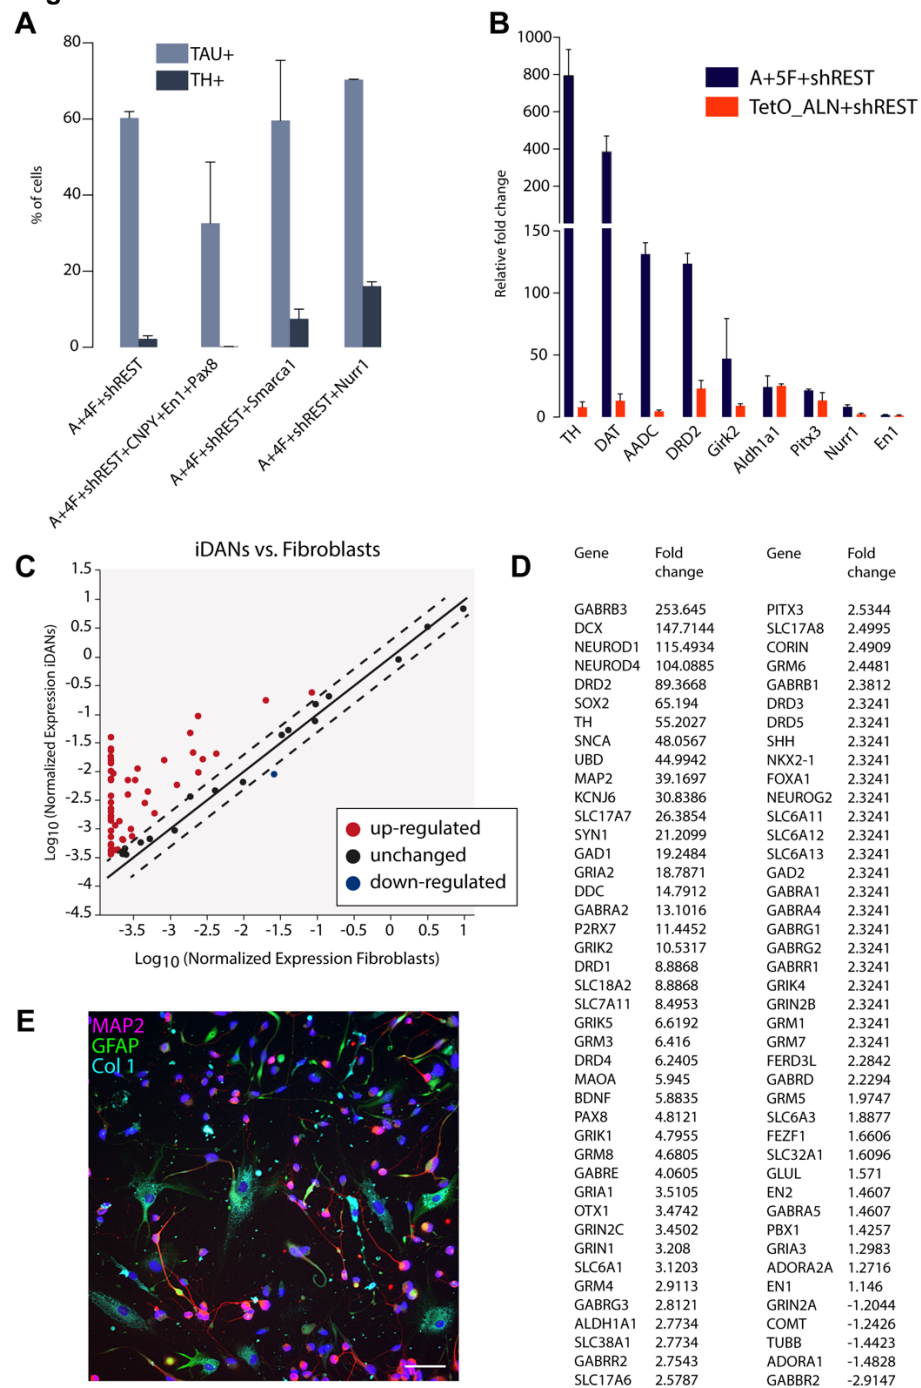 A
80
60
40
20
0
% of cells
TAU+
TH+
A+4F+shREST
A+4F+shREST+CNPY+En1+Pax8
A+4F+shREST+Smarca1
A+4F+shREST+Nurr1
B
1000
800
600
400
200
150
100
50
0
Relative fold change
A+5F+shREST
TetO_ALN+shREST
TH
DAT
AADC
DRD2
Girk2
Aldh1a1
Pitx3
Nurr1
En1
C
iDANs vs. Fibroblasts
1.5
1
0.5
0
-0.5
-1
-1.5
-2
-2.5
-3
-3.5
-4
-4.5
Log10 (Normalized Expression iDANs)
up-regulated
unchanged
down-regulated
-3.5 -3 -2.5 -2 -1.5 -1 -0.5 0 0.5 1
Log10 (Normalized Expression Fibroblasts)
D
Gene Fold change Gene Fold change
GABRB3 253.645 PITX3 2.5344
DCX 147.7144 SLC17A8 2.4995
NEUROD1 115.4934 CORIN 2.4909
NEUROD4 104.0885 GRM6 2.4481
DRD2 89.3668 GABRB1 2.3812
SOX2 65.194 DRD3 2.3241
TH 55.2027 DRD5 2.3241
SNCA 48.0567 SHH 2.3241
UBD 44.9942 NKX2-1 2.3241
MAP2 39.1697 FOXA1 2.3241
KCNJ6 30.8386 NEUROG2 2.3241
SLC17A7 26.3854 SLC6A11 2.3241
SYN1 21.2099 SLC6A12 2.3241
GAD1 19.2484 SLC6A13 2.3241
GRIA2 18.7871 GAD2 2.3241
DDC 14.7912 GABRA1 2.3241
GABRA2 13.1016 GABRA4 2.3241
P2RX7 11.4452 GABRG1 2.3241
GRIK2 10.5317 GABRG2 2.3241
DRD1 8.8868 GABRR1 2.3241
SLC18A2 8.8868 GRIK4 2.3241
SLC7A11 8.4953 GRIN2B 2.3241
GRIK5 6.6192 GRM1 2.3241
GRM3 6.416 GRM7 2.3241
DRD4 6.2405 FERD3L 2.2842
MAOA 5.945 GABRD 2.2294
BDNF 5.8835 GRM5 1.9747
PAX8 4.8121 SLC6A3 1.8877
GRIK1 4.7955 FEZF1 1.6606
GRM8 4.6805 SLC32A1 1.6096
GABRE 4.0605 GLUL 1.571
GRIA1 3.5105 EN2 1.4607
OTX1 3.4742 GABRA5 1.4607
GRIN2C 3.4502 PBX1 1.4257
GRIN1 3.208 GRIA3 1.2983
SLC6A1 3.1203 ADORA2A 1.2716
GRM4 2.9113 EN1 1.146
GABRG3 2.8121 GRIN2A -1.2044
ALDH1A1 2.7734 COMT -1.2426
SLC38A1 2.7734 TUBB -1.4423
GABRR2 2.7543 ADORA1 -1.4828
SLC17A6 2.5787 GABBR2 -2.9147
E
MAP2
GFAP
Col 1